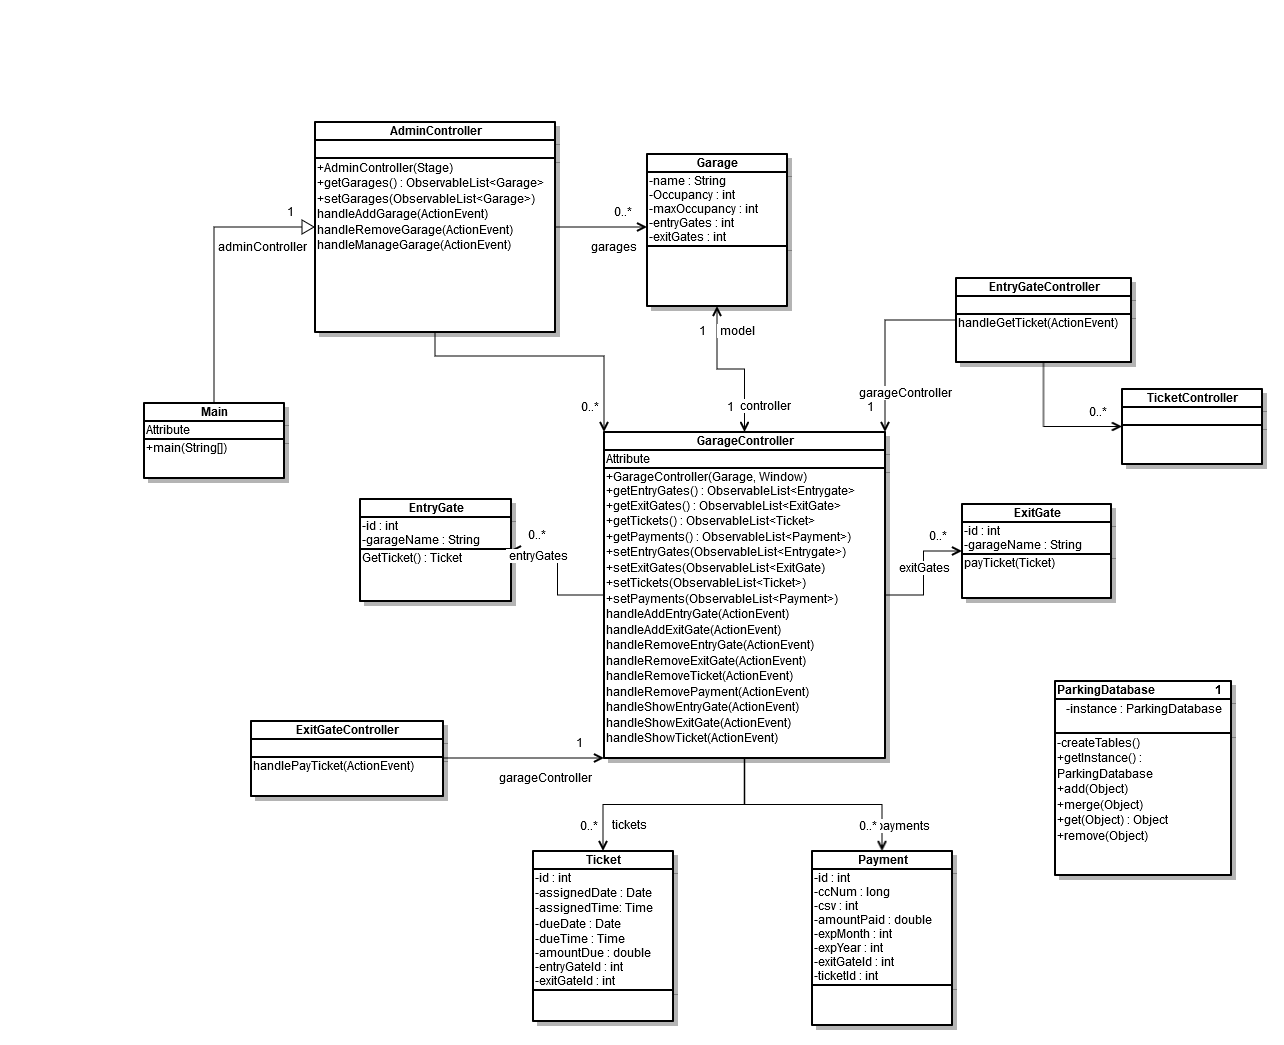 AdminController
+AdminController(Stage)
+getGarages() : ObservableList<Garage>
+setGarages(ObservableList<Garage>)
handleAddGarage(ActionEvent)
handleRemoveGarage(ActionEvent)
handleManageGarage(ActionEvent)
1
adminController
0..*
garages
Garage
-name : String
-Occupancy : int
-maxOccupancy : int
-entryGates : int
-exitGates : int
1 model
EntryGateController
handleGetTicket(ActionEvent)
garageController
1
0..*
TicketController
Main
Attribute
+main(String[])
0..*
1 controller
GarageController
Attribute
+GarageController(Garage, Window)
+getEntryGates() : ObservableList<Entrygate>
+getExitGates() : ObservableList<ExitGate>
+getTickets() : ObservableList<Ticket>
+getPayments() : ObservableList<Payment>)
+setEntryGates(ObservableList<Entrygate>)
+setExitGates(ObservableList<ExitGate)
+setTickets(ObservableList<Ticket>)
+setPayments(ObservableList<Payment>)
handleAddEntryGate(ActionEvent)
handleAddExitGate(ActionEvent)
handleRemoveEntryGate(ActionEvent)
handleRemoveExitGate(ActionEvent)
handleRemoveTicket(ActionEvent)
handleRemovePayment(ActionEvent)
handleShowEntryGate(ActionEvent)
handleShowExitGate(ActionEvent)
handleShowTicket(ActionEvent)
EntryGate
-id : int
-garageName : String
GetTicket() : Ticket
0..*
entryGates
0..*
exitGates
ExitGate
-id : int
-garageName : String
payTicket(Ticket)
ExitGateController
handlePayTicket(ActionEvent)
1
garageController
ParkingDatabase 1
-instance : ParkingDatabase
-createTables()
+getInstance() :
ParkingDatabase
+add(Object)
+merge(Object)
+get(Object) : Object
+remove(Object)
0..* tickets
0..* payments
Ticket
-id : int
-assignedDate : Date
-assignedTime: Time
-dueDate : Date
-dueTime : Time
-amountDue : double
-entryGateId : int
-exitGateId : int
Payment
-id : int
-ccNum : long
-csv : int
-amountPaid : double
-expMonth : int
-expYear : int
-exitGateId : int
-ticketId : int